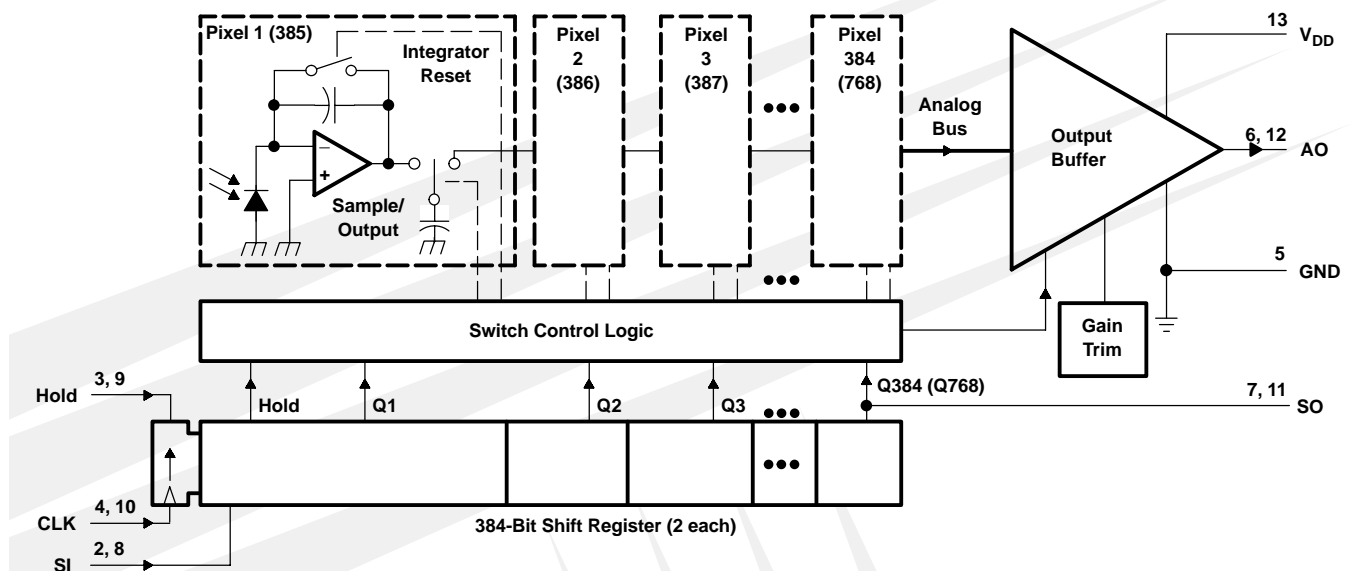 Pixel 1 (385)
Integrator
Reset
−
+
Sample/
Output
Pixel
2
(386)
Pixel
3
(387)
Pixel
384
(768)
Analog
Bus
Output
Buffer
13
VDD
6, 12
AO
5
GND
Gain
Trim
Switch Control Logic
Hold
Q1
Q2
Q3
Q384 (Q768)
7, 11
SO
3, 9
Hold
4, 10
CLK
2, 8
SI
384-Bit Shift Register (2 each)